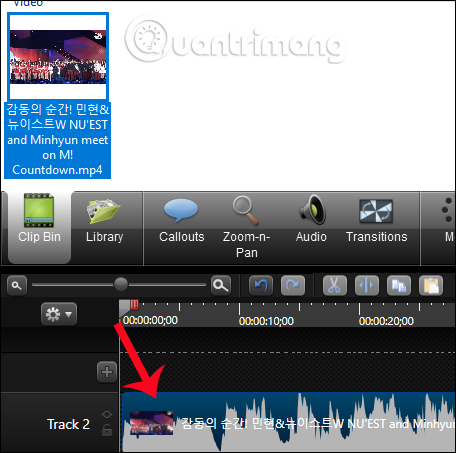 Video
Quantrimang
감동의 순간! 민현&
뉴이스트W NU'EST
and Minhyun meet
on M!
Countdown.mp4
Clip Bin
Library
Callouts
Zoom-n-
Pan
Audio
Transitions
00:00:00;00
00:00:10;00
00:00:20;00
Track 2
감동의 순간! 민현&뉴이스트W NU'EST and Minhyun